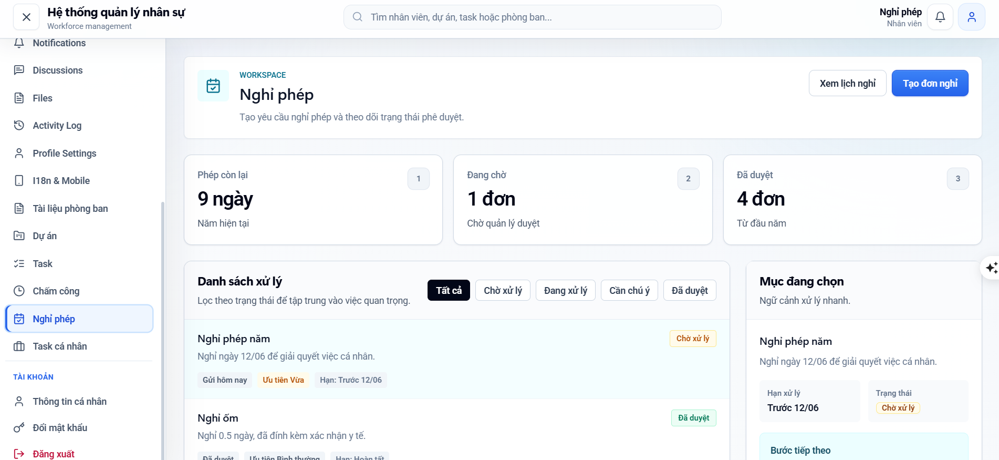 Hệ thống quản lý nhân sự
Workforce management
Tìm nhân viên, dự án, task hoặc phòng ban...
Nghỉ phép
Nhân viên
Notifications
Discussions
Files
Activity Log
Profile Settings
I18n & Mobile
Tài liệu phòng ban
Dự án
Task
Chấm công
Nghỉ phép
Task cá nhân
TÀI KHOẢN
Thông tin cá nhân
Đổi mật khẩu
Đăng xuất
WORKSPACE
Nghỉ phép
Tạo yêu cầu nghỉ phép và theo dõi trạng thái phê duyệt.
Xem lịch nghỉ
Tạo đơn nghỉ
Phép còn lại
1
9 ngày
Năm hiện tại
Đang chờ
2
1 đơn
Chờ quản lý duyệt
Đã duyệt
3
4 đơn
Từ đầu năm
Danh sách xử lý
Lọc theo trạng thái để tập trung vào việc quan trọng.
Tất cả
Chờ xử lý
Đang xử lý
Cần chú ý
Đã duyệt
Nghỉ phép năm
Chờ xử lý
Nghỉ ngày 12/06 để giải quyết việc cá nhân.
Gửi hôm nay
Ưu tiên Vừa
Hạn: Trước 12/06
Nghỉ ốm
Đã duyệt
Nghỉ 0.5 ngày, đã đính kèm xác nhận y tế.
Đã duyệt
Ưu tiên Bình thường
Hạn: Hoàn tất
Mục đang chọn
Ngữ cảnh xử lý nhanh.
Nghỉ phép năm
Nghỉ ngày 12/06 để giải quyết việc cá nhân.
Hạn xử lý
Trước 12/06
Trạng thái
Chờ xử lý
Bước tiếp theo